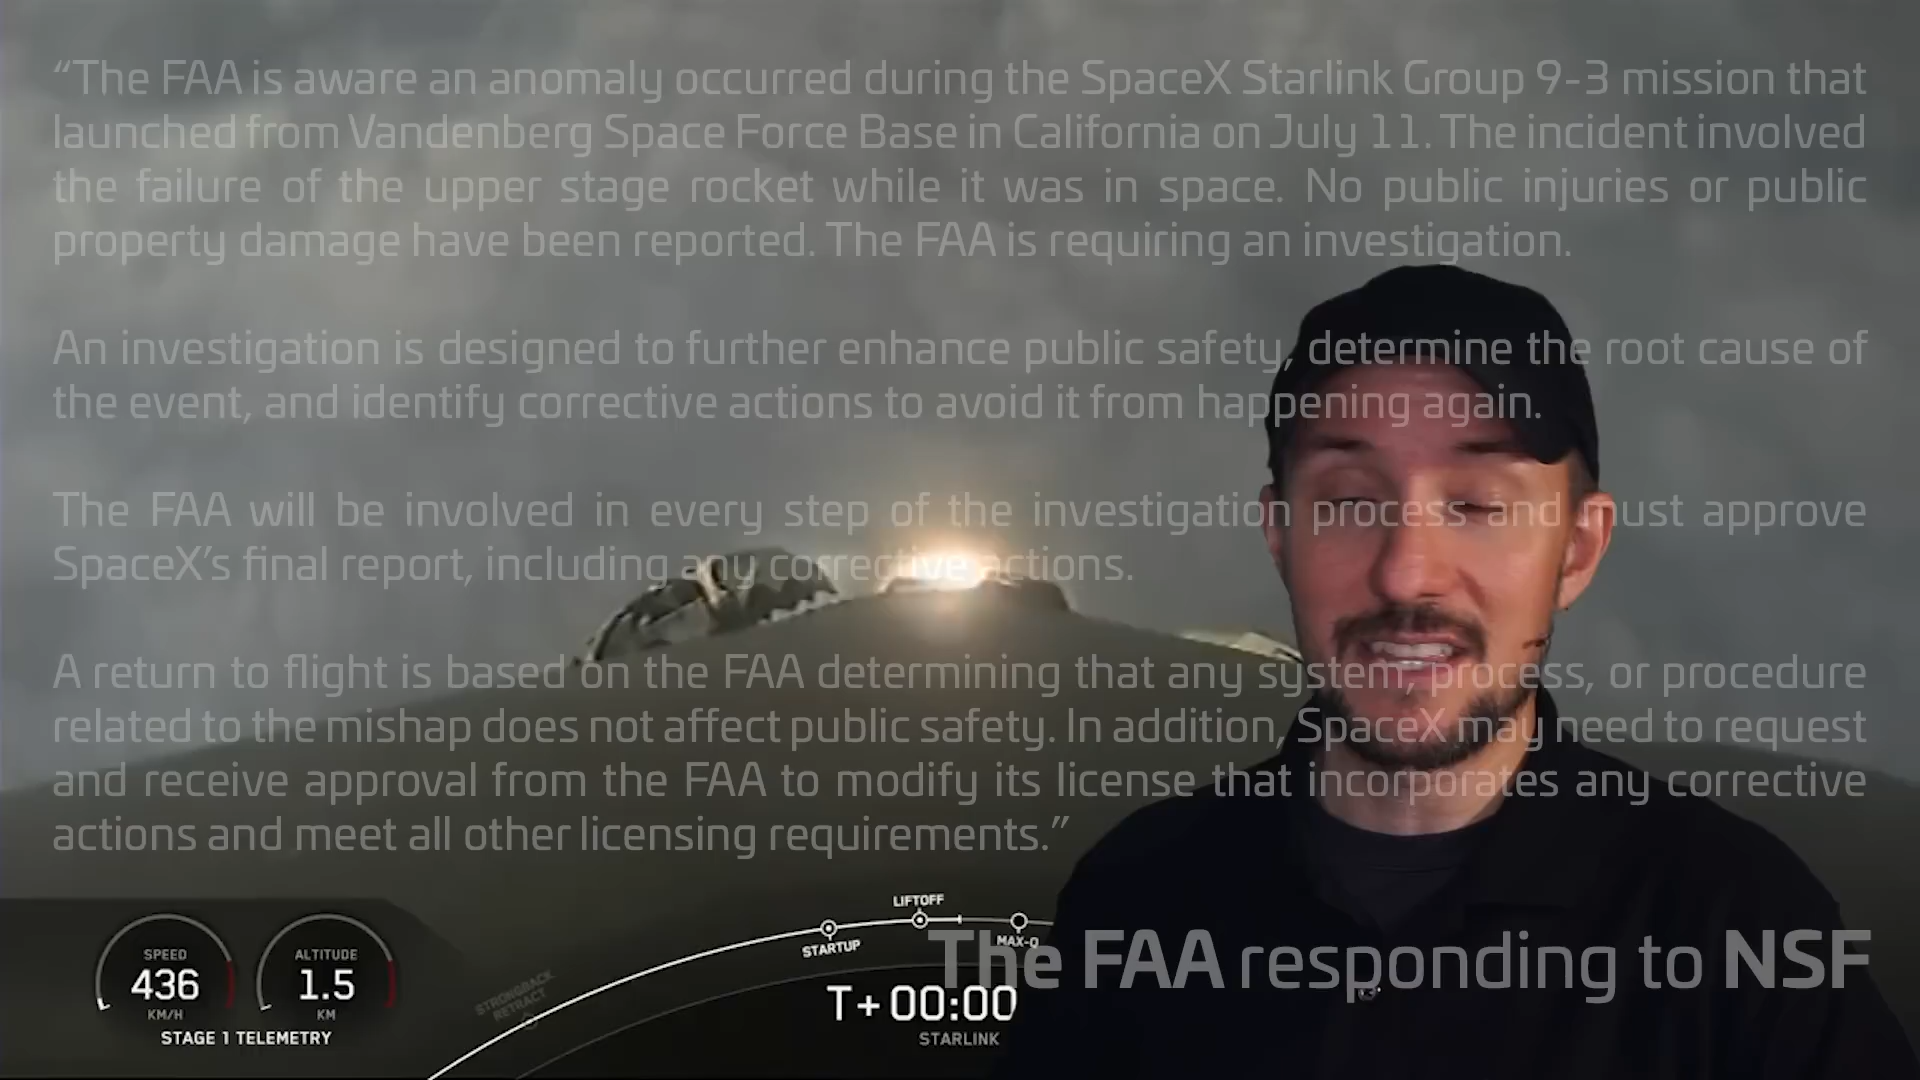 “The FAA is aware an anomaly occurred during the SpaceX Starlink Group 9-3 mission that
launched from Vandenberg Space Force Base in California on July 11. The incident involved
the failure of the upper stage rocket while it was in space. No public injuries or public
property damage have been reported. The FAA is requiring an investigation.
An investigation is designed to further enhance public safety, determine the root cause of
the event, and identify corrective actions to avoid it from happening again.
The FAA will be involved in every step of the investigation process and must approve
SpaceX’s final report, including any corrective actions.
A return to flight is based on the FAA determining that any system, process, or procedure
related to the mishap does not affect public safety. In addition, SpaceX may need to request
and receive approval from the FAA to modify its license that incorporates any corrective
actions and meet all other licensing requirements.”
LIFTOFF
STARTUP
MAX-Q
The FAA responding to NSF
SPEED
436
KM/H
ALTITUDE
1.5
KM
STAGE 1 TELEMETRY
STRONGBACK
RETRACT
T+00:00
STARLINK